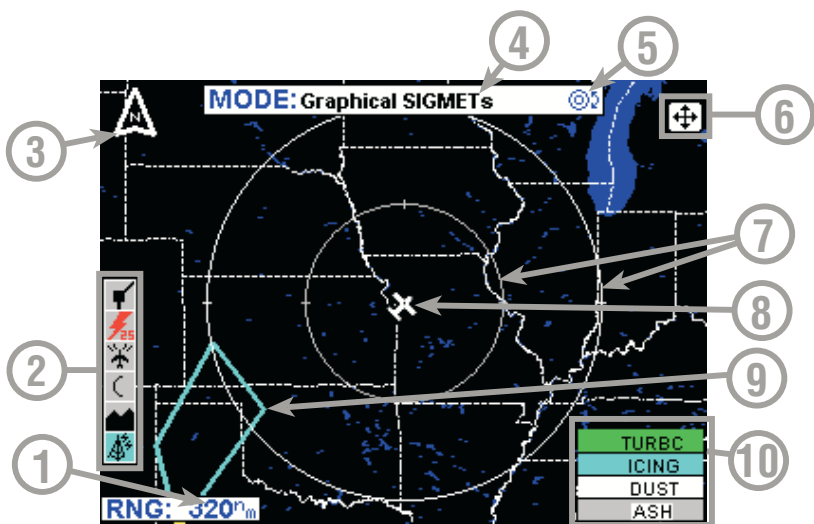 4
5
MODE: Graphical SIGMETs
N
6
3
7
25
8
2
9
1
RNG: 320nm
TURBC
ICING
DUST
ASH
10